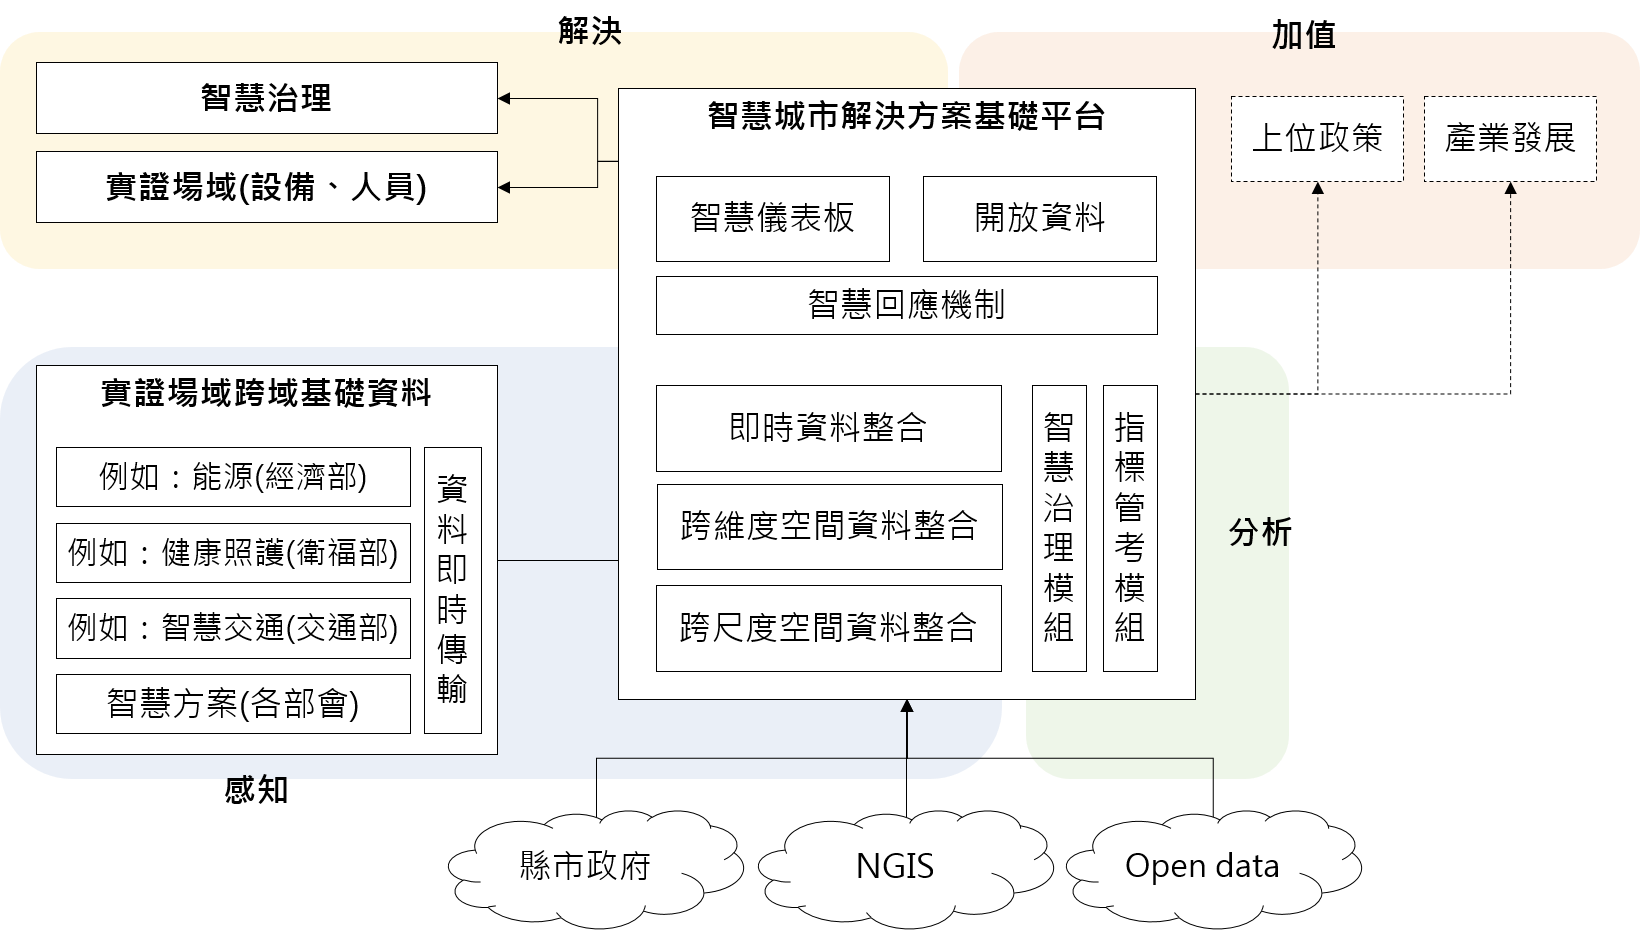 解決
加值
智慧治理
實證場域(設備、人員)
智慧城市解決方案基礎平台
智慧儀表板
開放資料
智慧回應機制
上位政策
產業發展
實證場域跨域基礎資料
例如：能源(經濟部)
例如：健康照護(衛福部)
例如：智慧交通(交通部)
智慧方案(各部會)
資料即時傳輸
即時資料整合
跨維度空間資料整合
跨尺度空間資料整合
智慧治理模組
指標管考模組
分析
感知
縣市政府
NGIS
Open data